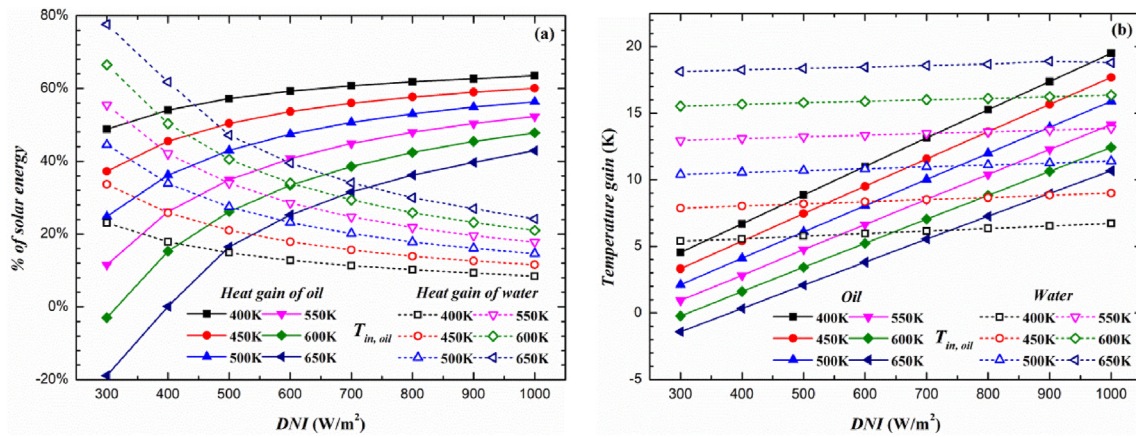 80%
60%
40%
20%
0%
-20%
% of solar energy
(a)
Heat gain of oil Heat gain of water
400K 550K 400K 550K
450K 600K T in, oil 450K 600K
500K 650K 500K 650K
300 400 500 600 700 800 900 1000
DNI (W/m²)
20
15
10
5
0
-5
Temperature gain (K)
(b)
Oil Water
400K 550K 400K 550K
450K 600K T in, oil 450K 600K
500K 650K 500K 650K
300 400 500 600 700 800 900 1000
DNI (W/m²)